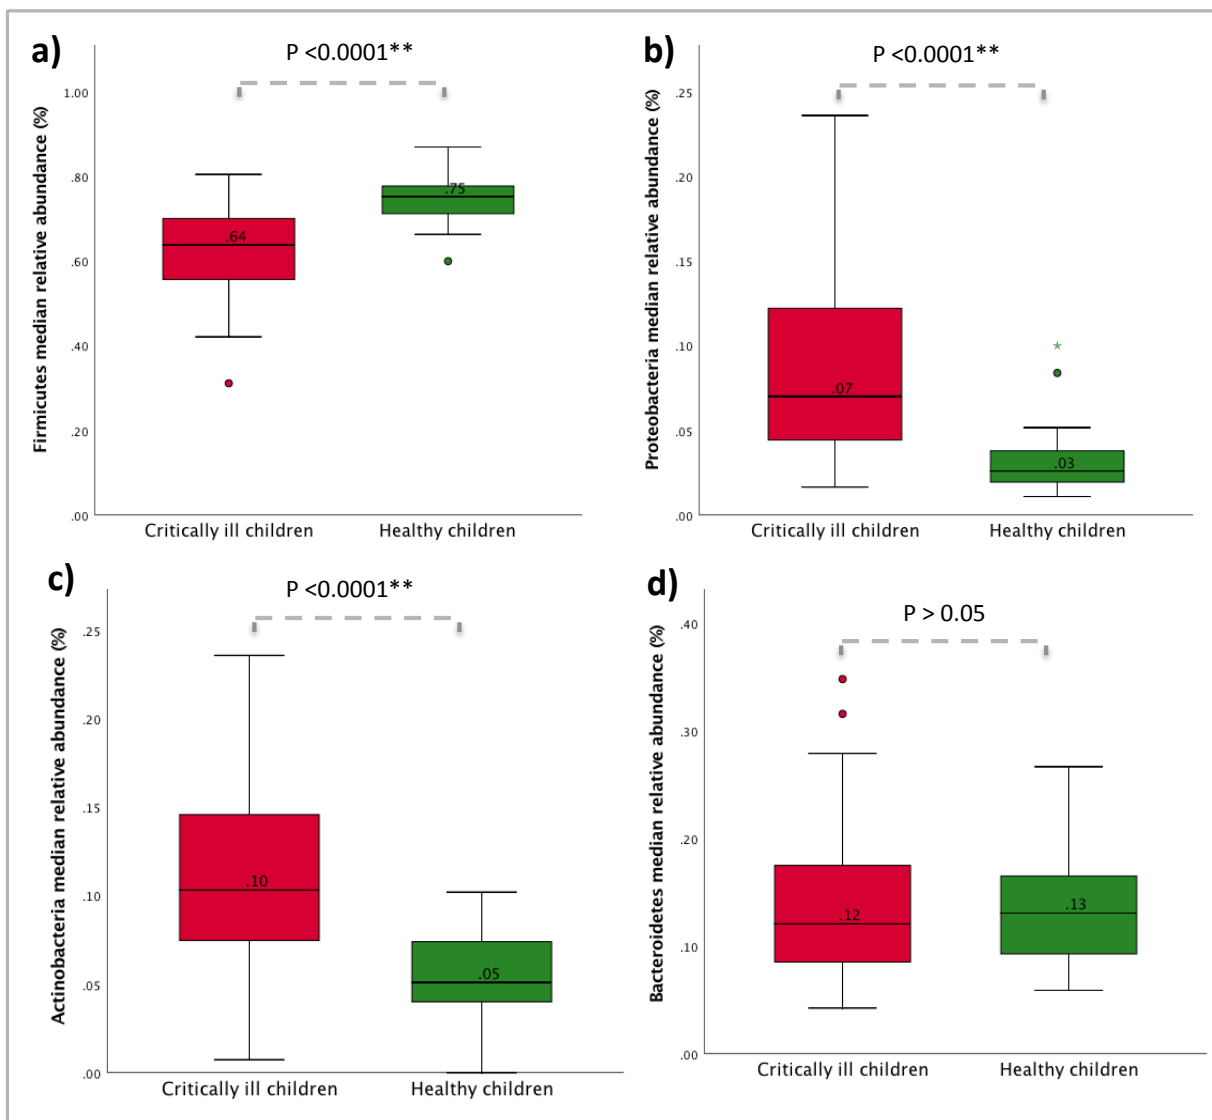 a)
P <0.0001**
Firmicutes median relative abundance (%)
1.00
.80
.60
.40
.20
.00
.64
.75
Critically ill children
Healthy children
b)
P <0.0001**
Proteobacteria median relative abundance (%)
.25
.20
.15
.10
.05
.00
.07
*
.03
Critically ill children
Healthy children
c)
P <0.0001**
Actinobacteria median relative abundance (%)
.25
.20
.15
.10
.05
.00
.10
.05
Critically ill children
Healthy children
d)
P > 0.05
Bacteroidetes median relative abundance (%)
.40
.30
.20
.10
.00
.12
.13
Critically ill children
Healthy children